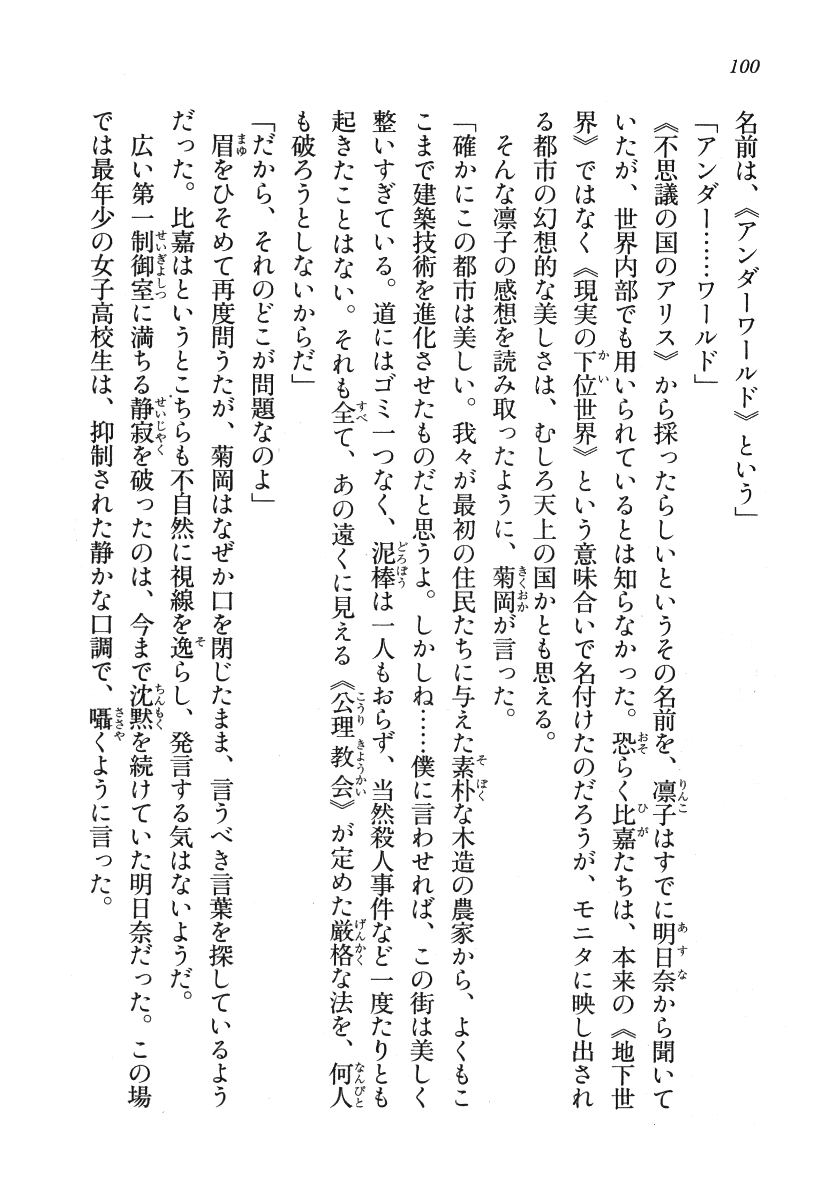 100
名前は、《アンダーワールド》という」
「アンダー……ワールド」
《不思議の国のアリス》から採ったらしいというその名前を、凛子はすでに明日奈から聞いて
いたが、世界内部でも用いられているとは知らなかった。恐らく比嘉たちは、本来の《地下世
界》ではなく《現実の下位世界》という意味合いで名付けたのだろうが、モニタに映し出され
る都市の幻想的な美しさは、むしろ天上の国かとも思える。
そんな凛子の感想を読み取ったように、菊岡が言った。
「確かにこの都市は美しい。我々が最初の住民たちに与えた素朴な木造の農家から、よくもこ
こまで建築技術を進化させたものだと思うよ。しかしね……僕に言わせれば、この街は美しく
整いすぎている。道にはゴミ一つなく、泥棒は一人もおらず、当然殺人事件など一度たりとも
起きたことはない。それも全て、あの遠くに見える《公理教会》が定めた厳格な法を、何人
も破ろうとしないからだ」
「だから、それのどこが問題なのよ」
眉をひそめて再度問うたが、菊岡はなぜか口を閉じたまま、言うべき言葉を探しているよう
だった。比嘉はというとこちらも不自然に視線を逸らし、発言する気はないようだ。
広い第一制御室に満ちる静寂を破ったのは、今まで沈黙を続けていた明日奈だった。この場
では最年少の女子高校生は、抑制された静かな口調で、囁くように言った。